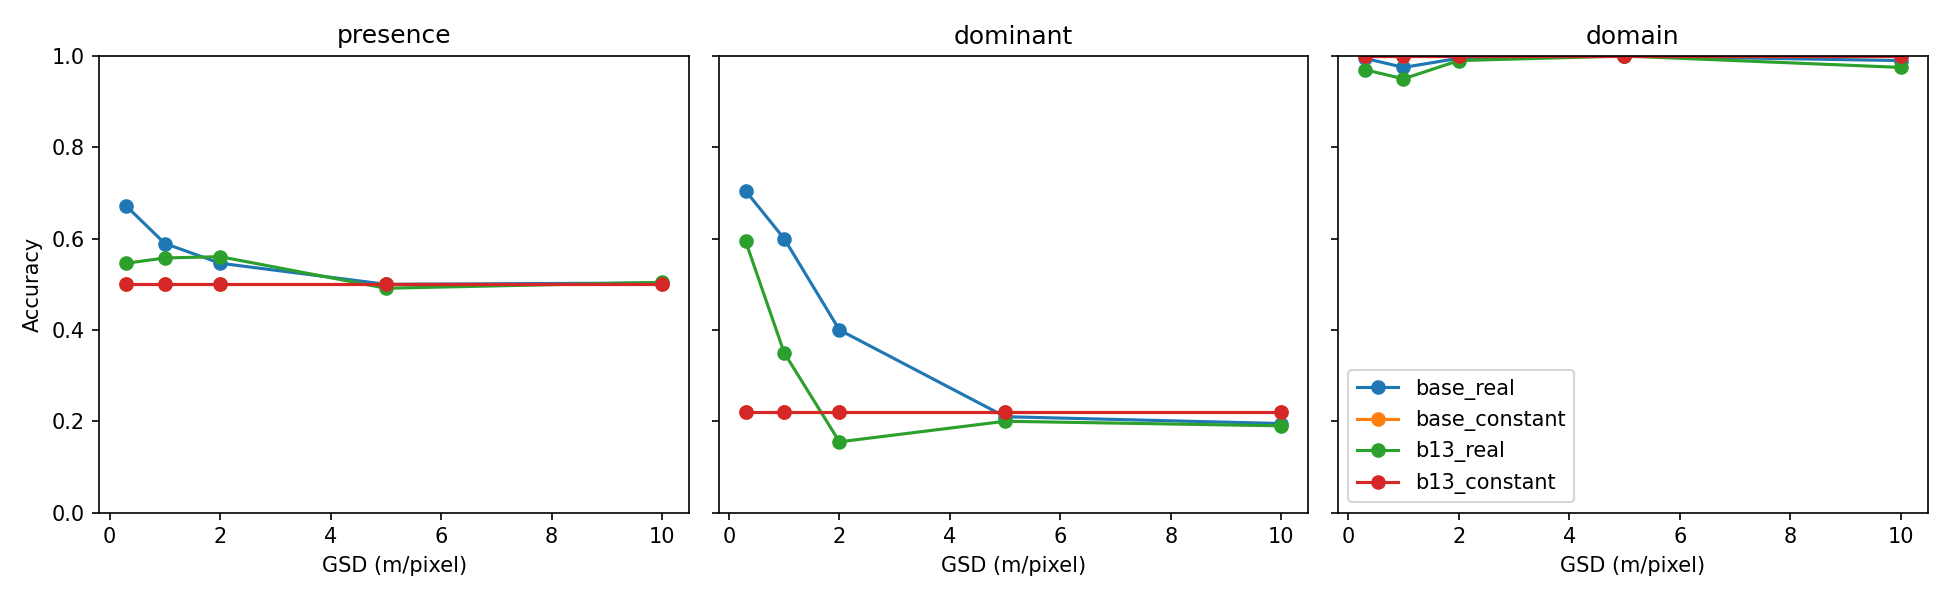 presence
dominant
domain
1.0
0.8
0.6
0.4
0.2
0.0
Accuracy
0 2 4 6 8 10
0 2 4 6 8 10
0 2 4 6 8 10
GSD (m/pixel)
GSD (m/pixel)
GSD (m/pixel)
base_real
base_constant
b13_real
b13_constant